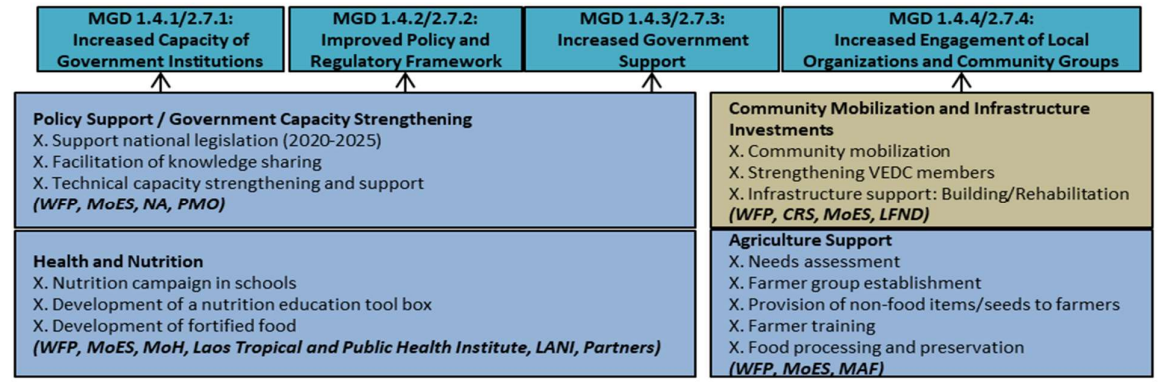 MGD 1.4.1/2.7.1:
Increased Capacity of
Government Institutions
MGD 1.4.2/2.7.2:
Improved Policy and
Regulatory Framework
MGD 1.4.3/2.7.3:
Increased Government
Support
MGD 1.4.4/2.7.4:
Increased Engagement of Local
Organizations and Community Groups
Policy Support / Government Capacity Strengthening
X. Support national legislation (2020-2025)
X. Facilitation of knowledge sharing
X. Technical capacity strengthening and support
(WFP, MoES, NA, PMO)
Health and Nutrition
X. Nutrition campaign in schools
X. Development of a nutrition education tool box
X. Development of fortified food
(WFP, MoES, MoH, Laos Tropical and Public Health Institute, LANI, Partners)
Community Mobilization and Infrastructure
Investments
X. Community mobilization
X. Strengthening VEDC members
X. Infrastructure support: Building/Rehabilitation
(WFP, CRS, MoES, LFND)
Agriculture Support
X. Needs assessment
X. Farmer group establishment
X. Provision of non-food items/seeds to farmers
X. Farmer training
X. Food processing and preservation
(WFP, MoES, MAF)